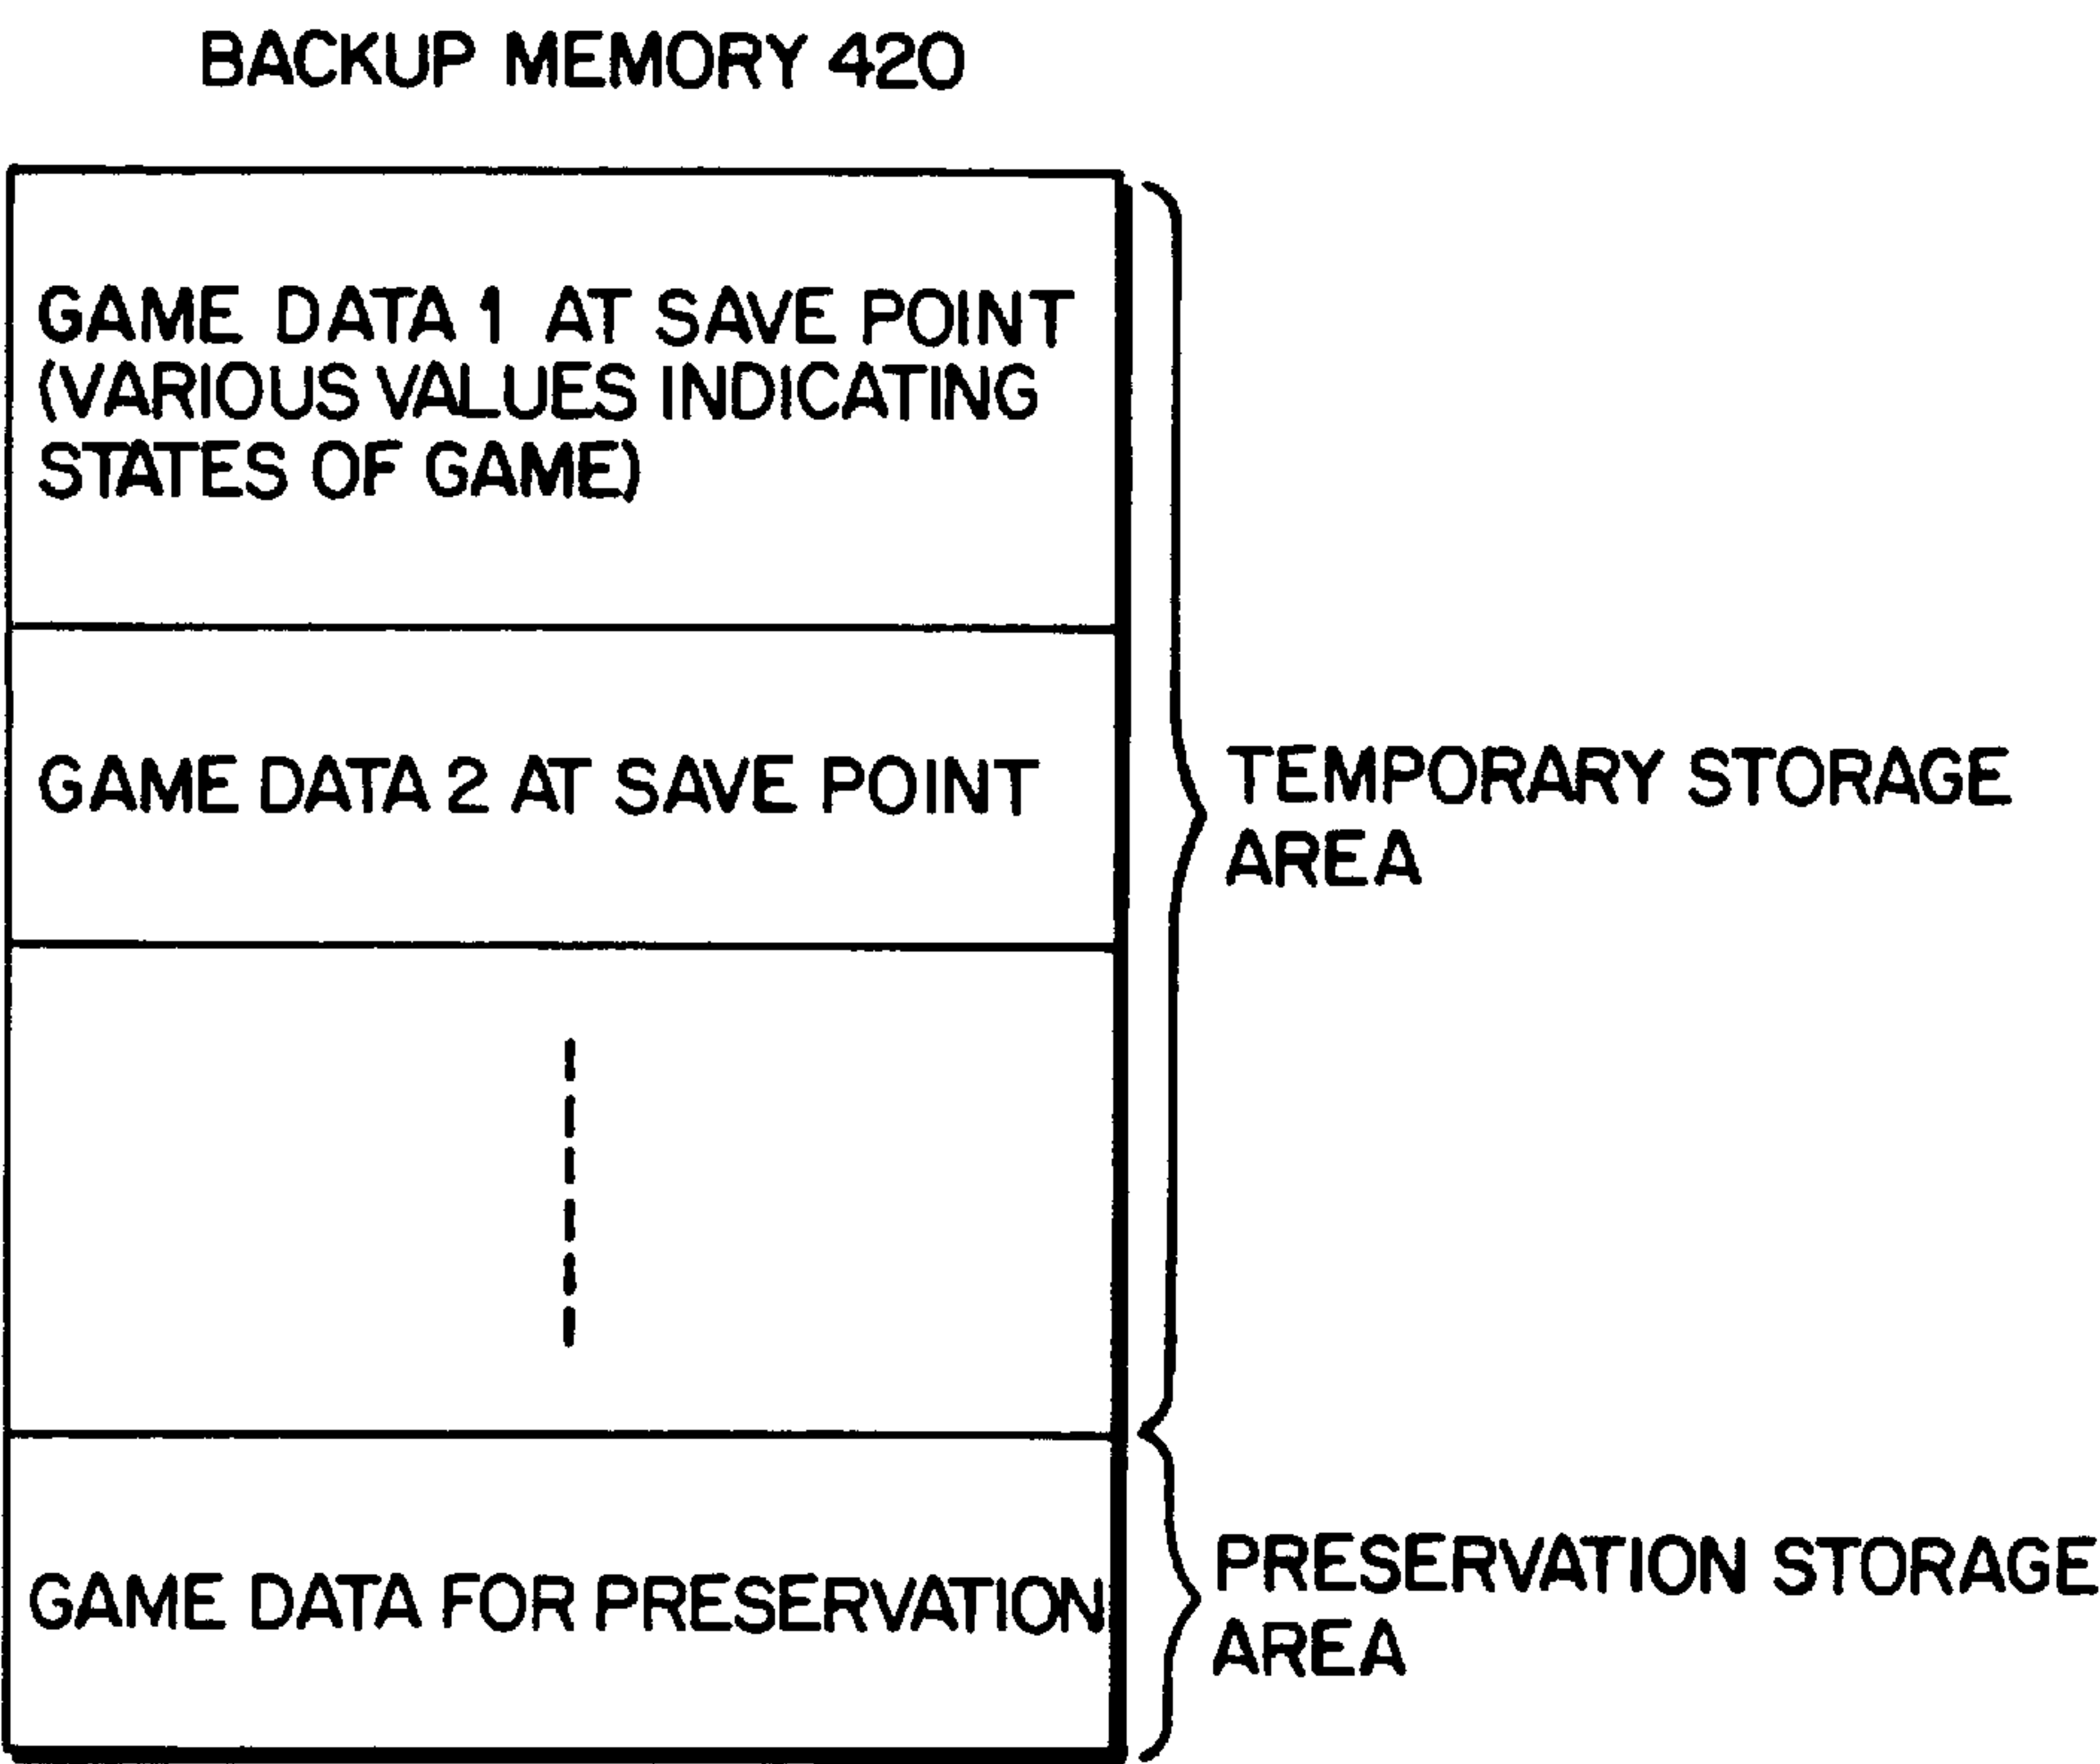 BACKUP MEMORY 420
GAME DATA 1 AT SAVE POINT
(VARIOUS VALUES INDICATING
STATES OF GAME)
GAME DATA 2 AT SAVE POINT
TEMPORARY STORAGE
AREA
GAME DATA FOR PRESERVATION
PRESERVATION STORAGE
AREA